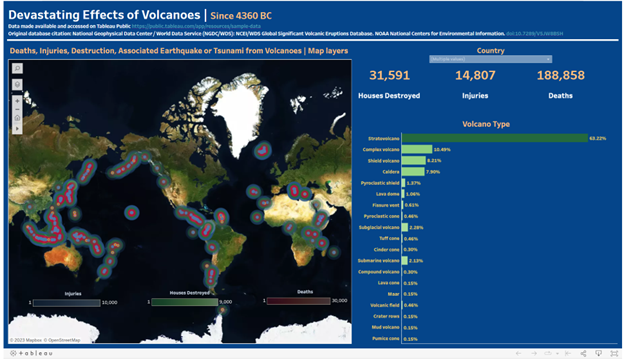 Devastating Effects of Volcanoes | Since 4360 BC
Data made available and accessed on Tableau Public https://public.tableau.com/app/resources/sample-data
Original database citation: National Geophysical Data Center / World Data Service (NGDC/WDS): NCEI/WDS Global Significant Volcanic Eruptions Database. NOAA National Centers for Environmental Information.
Deaths, Injuries, Destruction, Associated Earthquake or Tsunami from Volcanoes | Map layers
Country
(Multiple values)
31,591 14,807 188,858
Houses Destroyed Injuries Deaths
Volcano Type
Stratovolcano 63.22%
Complex volcano 10.49%
Shield volcano 8.21%
Caldera 7.90%
Pyroclastic shield 1.37%
Lava dome 1.06%
Fissure vent 0.61%
Pyroclastic cone 0.46%
Subglacial volcano 2.28%
Tuff cone 0.46%
Cinder cone 0.30%
Submarine volcano 2.13%
Compound volcano 0.30%
Lava cone 0.15%
Maar 0.15%
Volcanic field 0.46%
Crater rows 0.15%
Mud volcano 0.15%
Pumice cone 0.15%
Injuries Houses Destroyed Deaths
1 10,000 1 9,000 1 30,000
© 2023 Mapbox © OpenStreetMap
+ a b l e a u